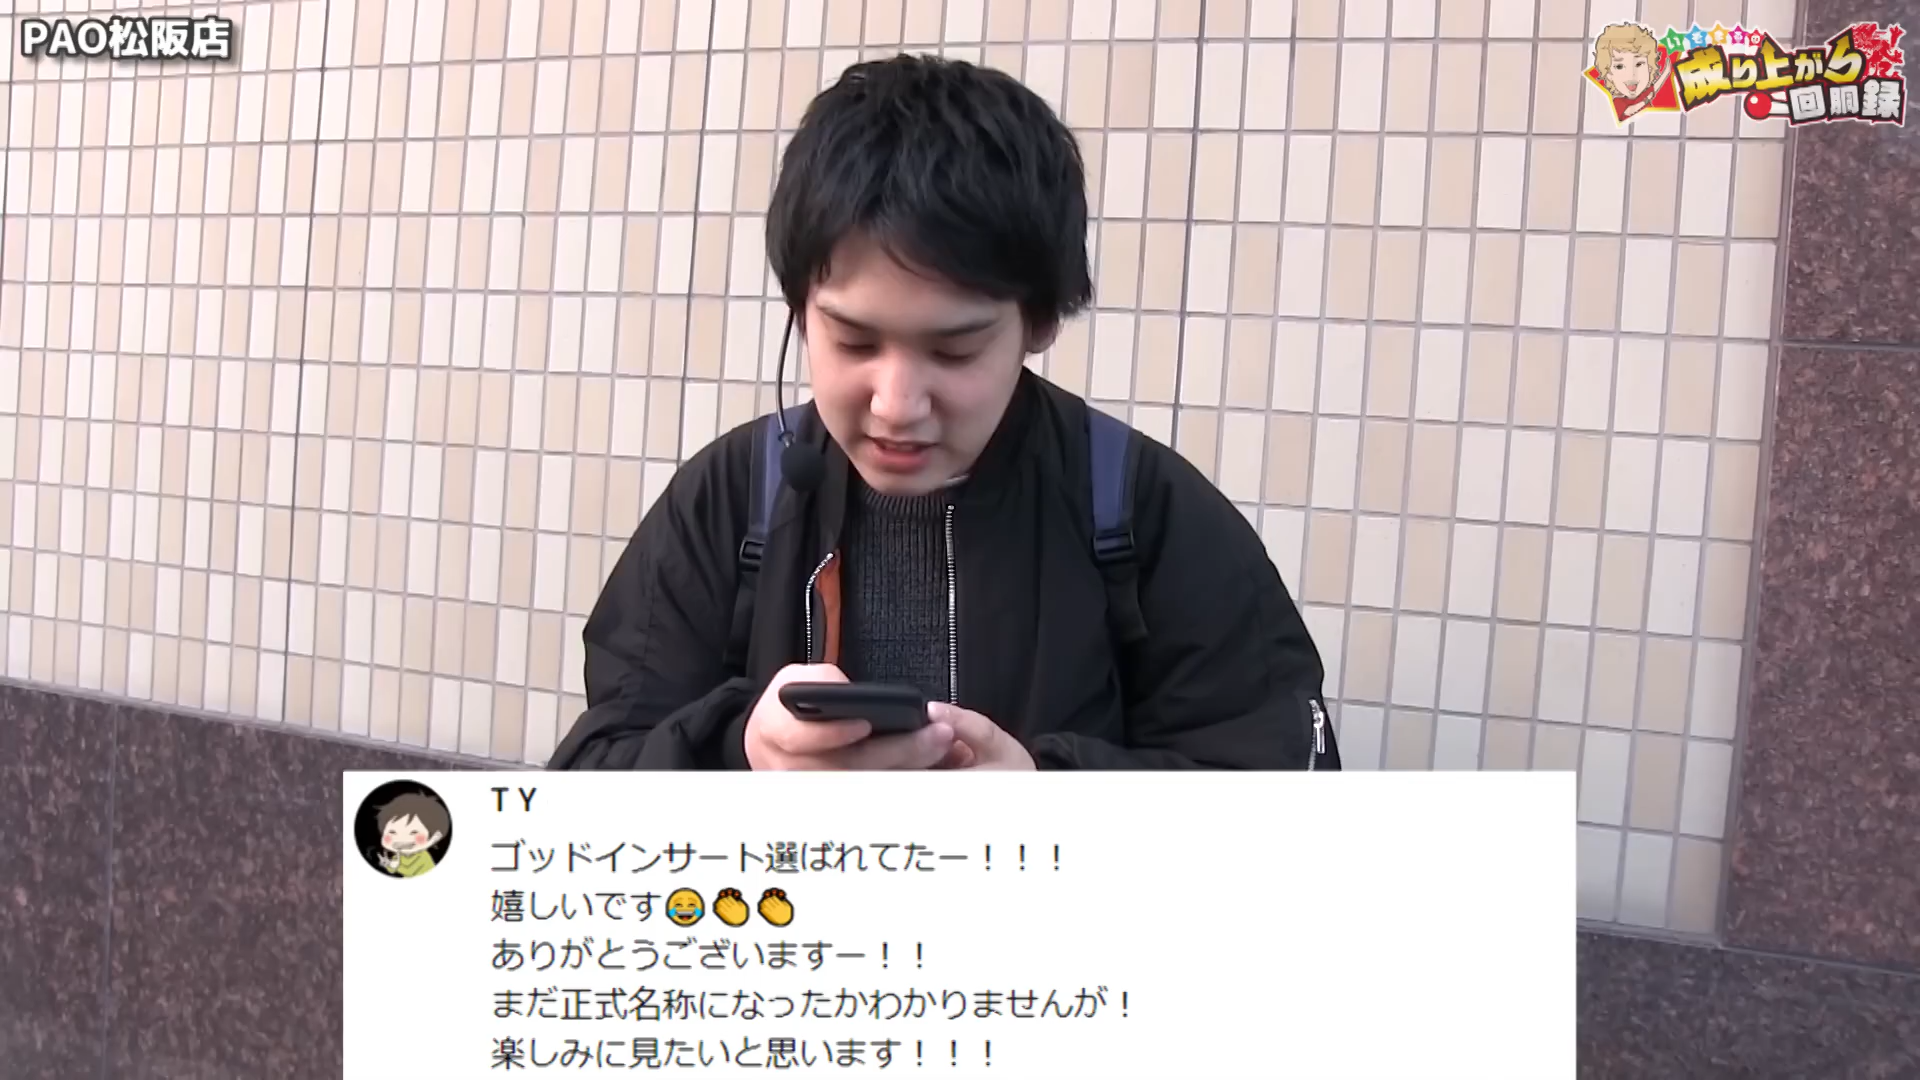 PAO松阪店
成り上がり
回胴録
T Y
ゴッドインサート選ばれてたー！！！
嬉しいです😂👏👏
ありがとうございますー！！
まだ正式名称になったかわかりませんが！
楽しみに見たいと思います！！！